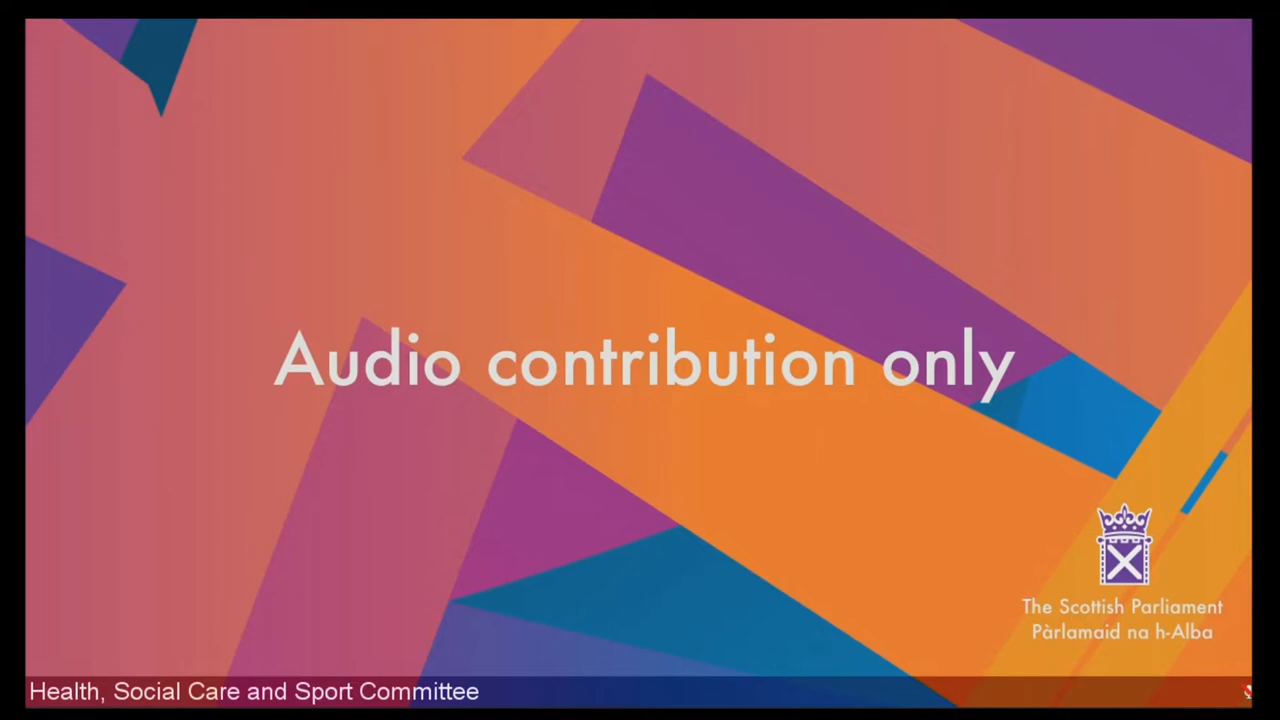 Audio contribution only
The Scottish Parliament
Pàrlamaid na h-Alba
Health, Social Care and Sport Committee